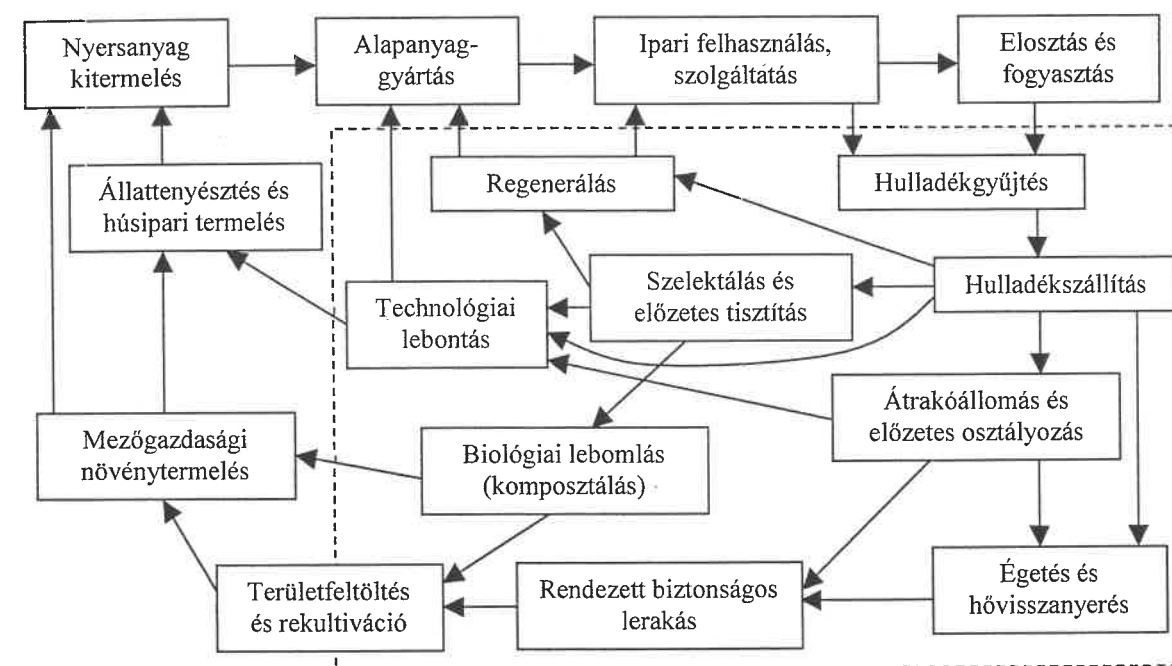 Nyersanyag
kitermelés
Alapanyag-
gyártás
Ipari felhasználás,
szolgáltatás
Elosztás és
fogyasztás
Állattenyésztés és
húsipari termelés
Regenerálás
Hulladékgyűjtés
Technológiai
lebontás
Szelektálás és
előzetes tisztítás
Hulladékszállítás
Mezőgazdasági
növénytermelés
Biológiai lebomlás
(komposztálás)
Átrakóállomás és
előzetes osztályozás
Területfeltöltés
és rekultiváció
Rendezett biztonságos
lerakás
Égetés és
hővisszanyerés